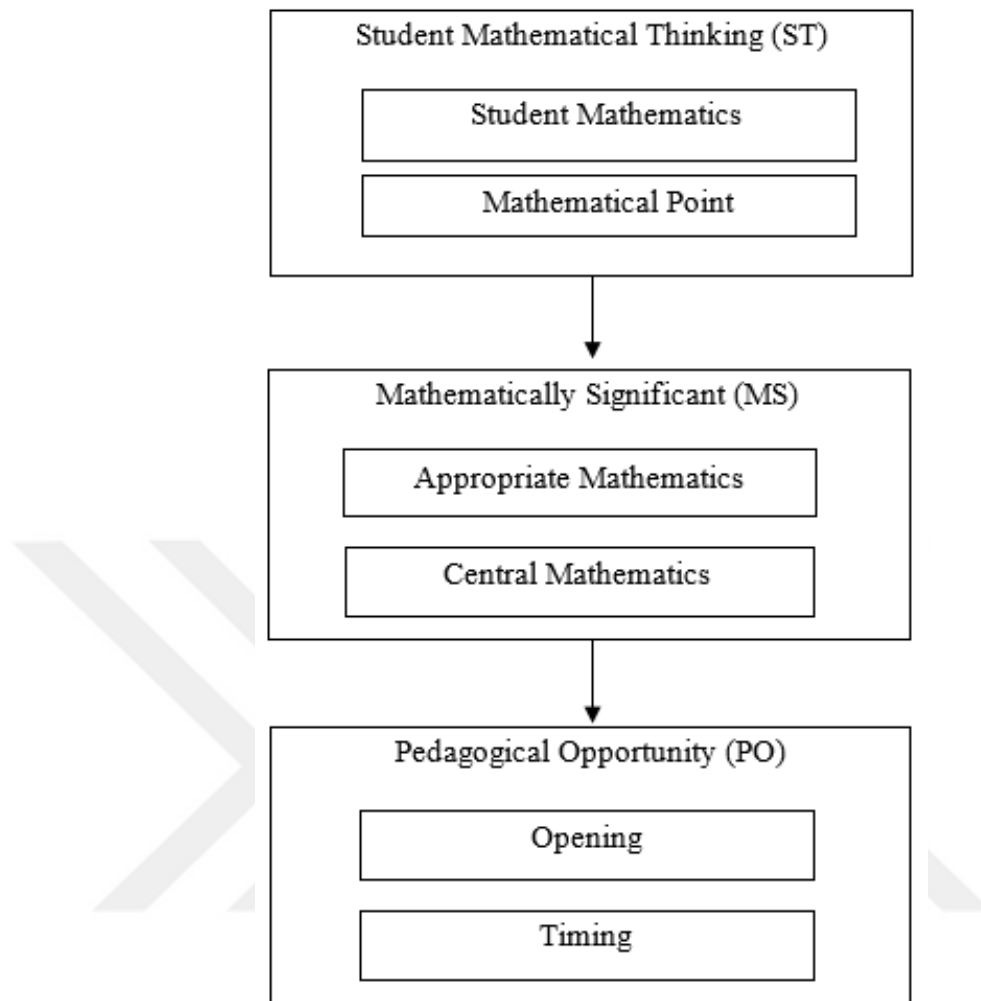 Student Mathematical Thinking (ST)
Student Mathematics
Mathematical Point
Mathematically Significant (MS)
Appropriate Mathematics
Central Mathematics
Pedagogical Opportunity (PO)
Opening
Timing